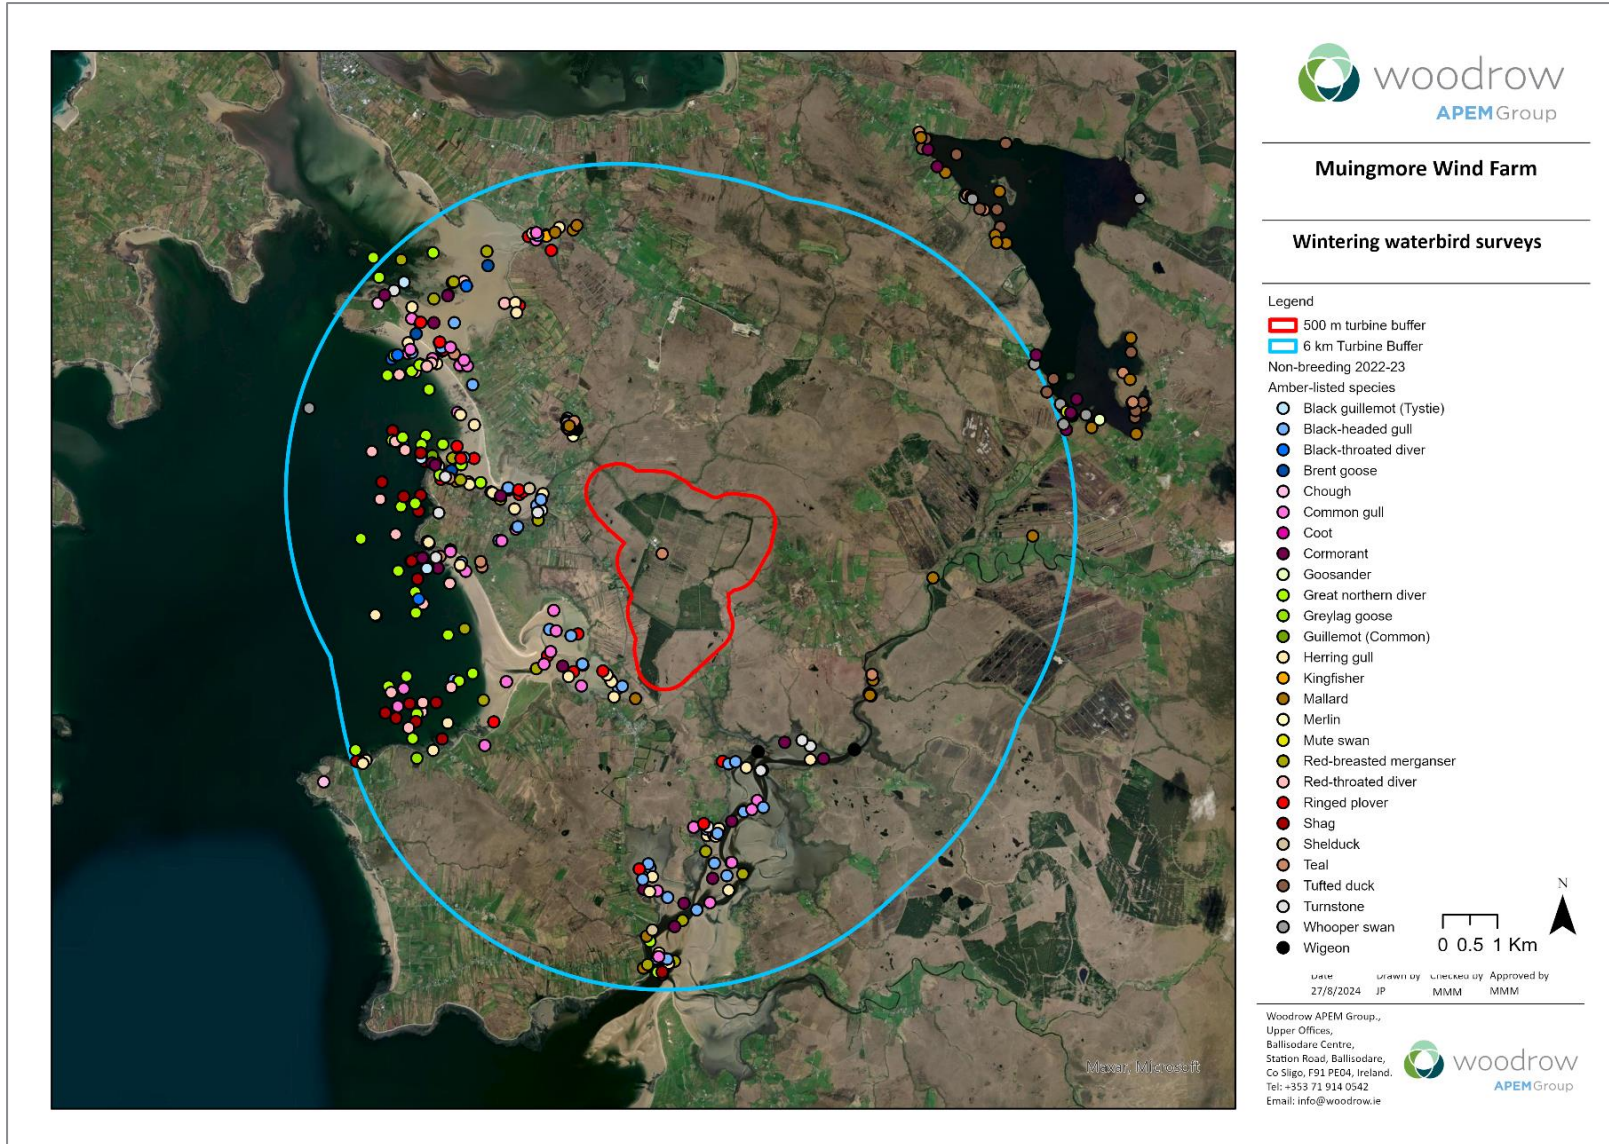 woodrow
APEM Group
Muingmore Wind Farm
Wintering waterbird surveys
Legend
500 m turbine buffer
6 km Turbine Buffer
Non-breeding 2022-23
Amber-listed species
Black guillemot (Tystie)
Black-headed gull
Black-throated diver
Brent goose
Chough
Common gull
Coot
Cormorant
Goosander
Great northern diver
Greylag goose
Guillemot (Common)
Herring gull
Kingfisher
Mallard
Merlin
Mute swan
Red-breasted merganser
Red-throated diver
Ringed plover
Shag
Shelduck
Teal
Tufted duck
Turnstone
Whooper swan
Wigeon
N
0 0.5 1 Km
Date Drawn by Checked by Approved by
27/8/2024 JP MMM MMM
Woodrow APEM Group.,
Upper Offices,
Ballisodare Centre,
Station Road, Ballisodare,
Co Sligo, F91 PE04, Ireland.
Tel: +353 71 914 0542
Email: info@woodrow.ie
woodrow
APEM Group
Maxar, Microsoft